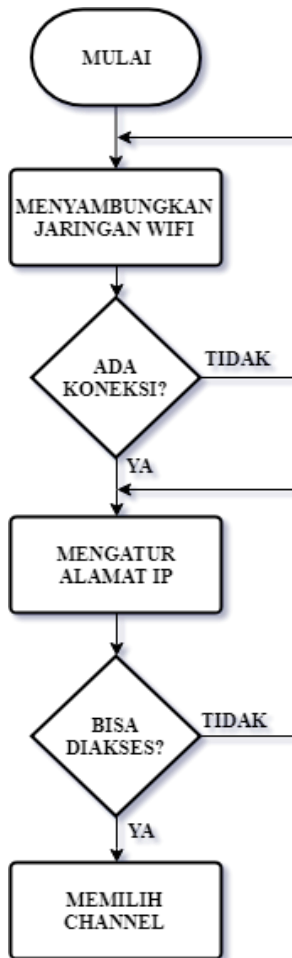 MULAI
MENYAMBUNGKAN
JARINGAN WIFI
ADA
KONEKSI?
TIDAK
YA
MENGATUR
ALAMAT IP
BISA
DIAKSES?
TIDAK
YA
MEMILIH
CHANNEL